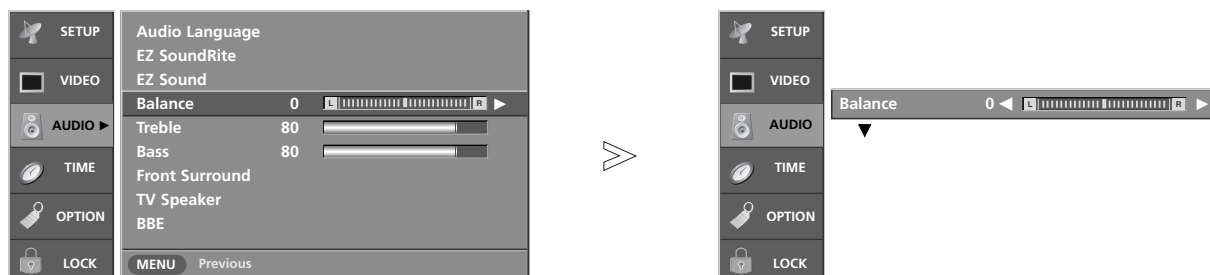 SETUP
VIDEO
AUDIO ►
TIME
OPTION
LOCK
Audio Language
EZ SoundRite
EZ Sound
Balance 0 L R ►
Treble 80
Bass 80
Front Surround
TV Speaker
BBE
MENU Previous
SETUP
VIDEO
AUDIO
TIME
OPTION
LOCK
Balance 0 ◄ L R ►
▼